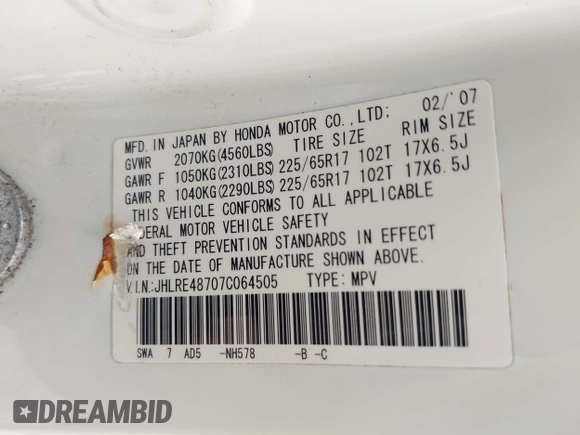 MFD. IN JAPAN BY HONDA MOTOR CO.,LTD; 02/'07
GVWR 2070KG(4560LBS) TIRE SIZE RIM SIZE
GAWR F 1050KG(2310LBS) 225/65R17 102T 17X6.5J
GAWR R 1040KG(2290LBS) 225/65R17 102T 17X6.5J
THIS VEHICLE CONFORMS TO ALL APPLICABLE
EDERAL MOTOR VEHICLE SAFETY
AND THEFT PREVENTION STANDARDS IN EFFECT
ON THE DATE OF MANUFACTURE SHOWN ABOVE.
V.I.N.:JHLRE48707C064505 TYPE: MPV
SWA 7 AD5 -NH578 -B -C
DREAMBID